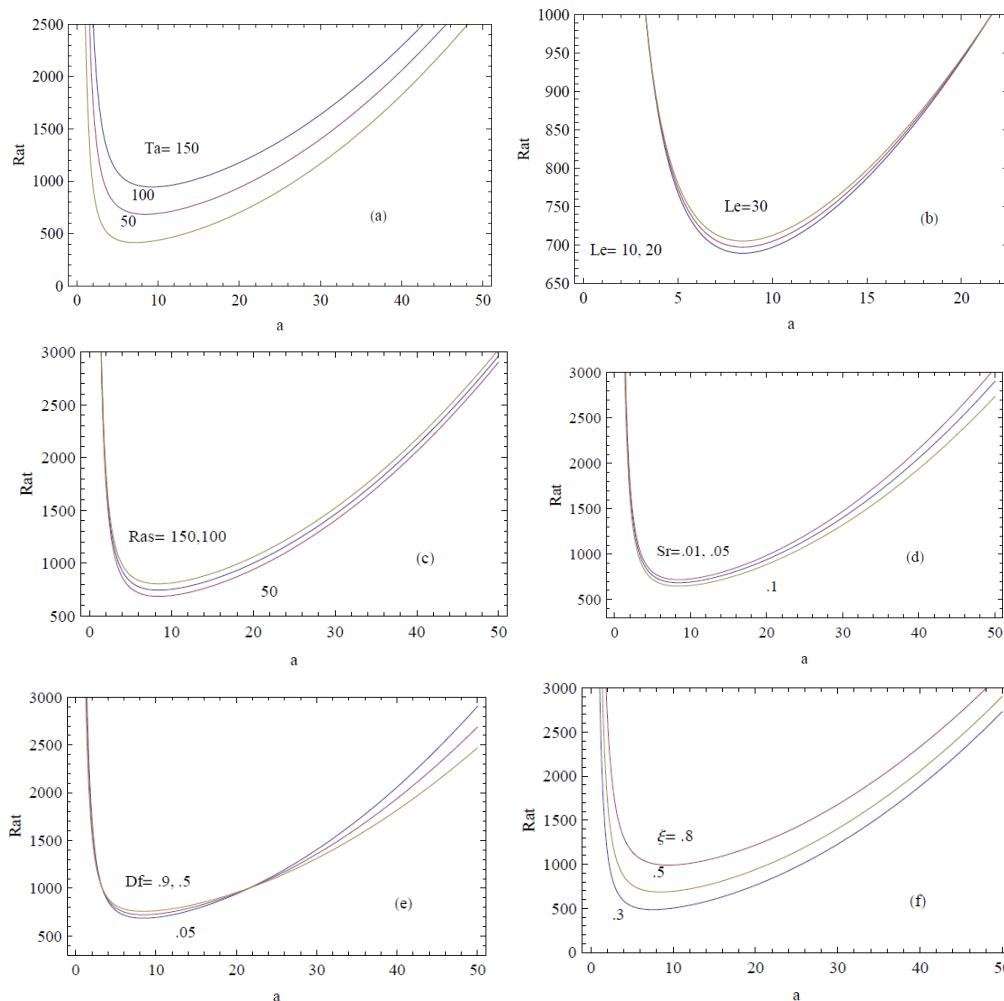 2500
2000
1500
1000
500
0
Rat
Ta= 150
100
50
(a)
0 10 20 30 40 50
a
1000
950
900
850
800
750
700
650
Rat
Le=30
(b)
Le= 10, 20
5 10 15 20
a
3000
2500
2000
1500
1000
500
Rat
Ras= 150,100
50
(c)
0 10 20 30 40 50
a
3000
2500
2000
1500
1000
500
Rat
Sr=.01, .05
.1
(d)
0 10 20 30 40 50
a
3000
2500
2000
1500
1000
500
Rat
Df= .9, .5
.05
(e)
0 10 20 30 40 50
a
3000
2500
2000
1500
1000
500
0
Rat
ξ= .8
.5
.3
(f)
0 10 20 30 40 50
a